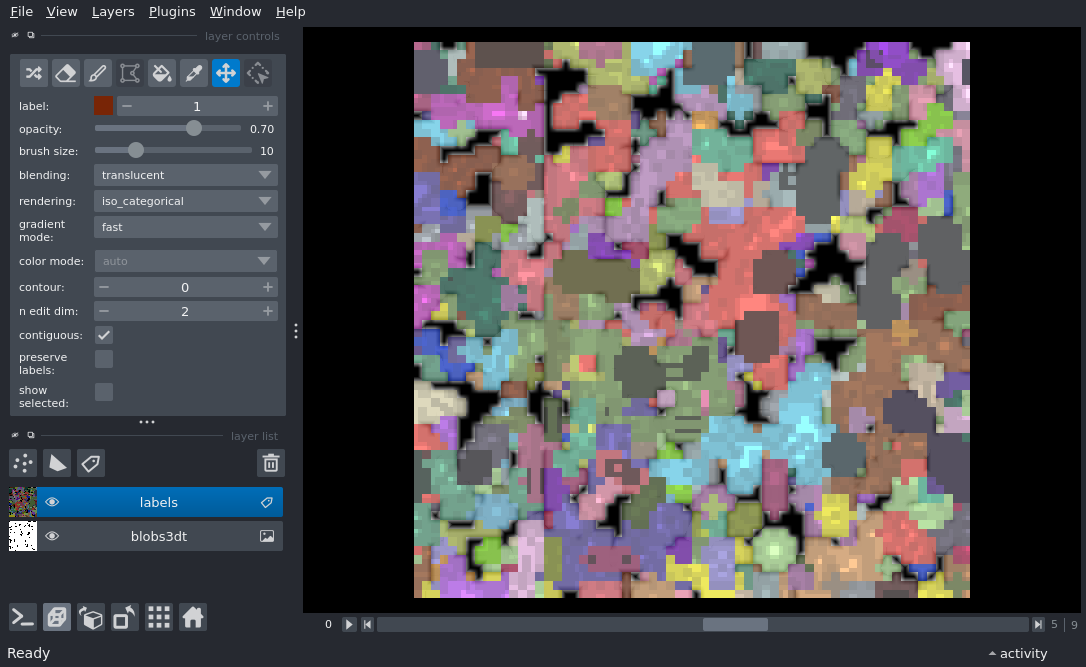 File View Layers Plugins Window Help
layer controls
label: 1
opacity: 0.70
brush size: 10
blending: translucent
rendering: iso_categorical
gradient
mode: fast
color mode: auto
contour: 0
n edit dim: 2
contiguous:
preserve
labels:
show
selected:
layer list
labels
blobs3dt
0 5 | 9
Ready activity